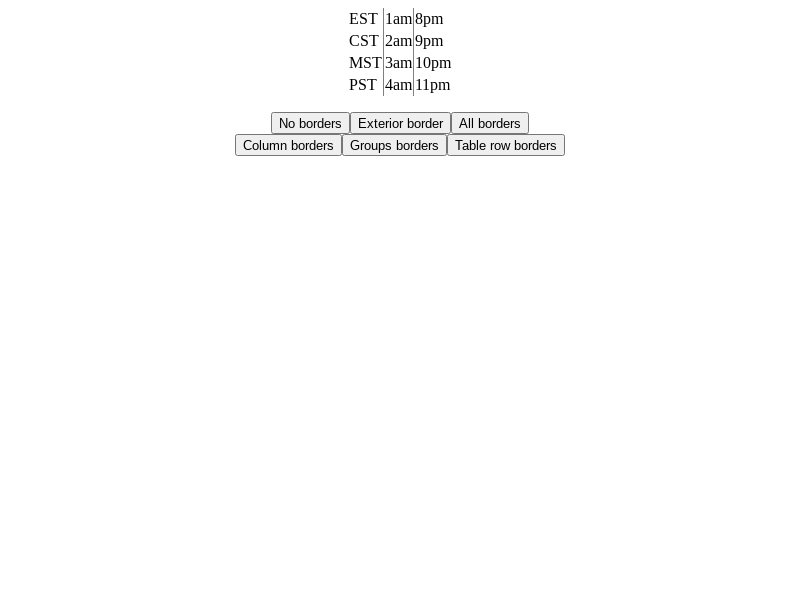 EST 1am 8pm
CST 2am 9pm
MST 3am 10pm
PST 4am 11pm
No borders Exterior border All borders
Column borders Groups borders Table row borders